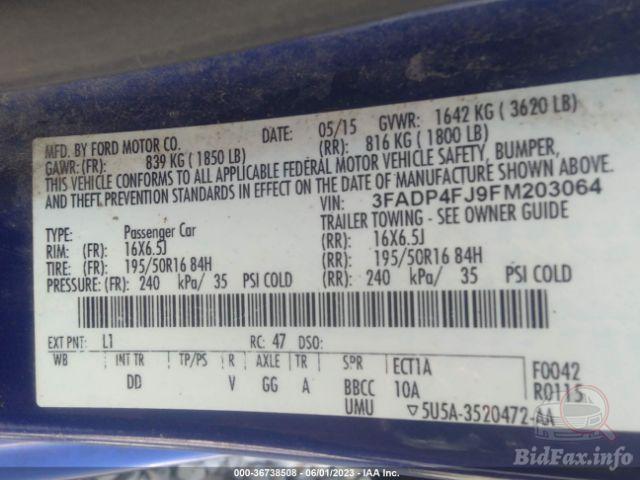 MFD. BY FORD MOTOR CO. DATE: 05/15 GVWR: 1642 KG ( 3620 LB)
GAWR: (FR): 839 KG ( 1850 LB) (RR): 816 KG ( 1800 LB)
THIS VEHICLE CONFORMS TO ALL APPLICABLE FEDERAL MOTOR VEHICLE SAFETY, BUMPER,
AND THEFT PREVENTION STANDARDS IN EFFECT ON THE DATE OF MANUFACTURE SHOWN ABOVE.
VIN: 3FADP4FJ9FM203064
TYPE: Passenger Car TRAILER TOWING - SEE OWNER GUIDE
RIM: (FR): 16X6.5J (RR): 16X6.5J
TIRE: (FR): 195/50R16 84H (RR): 195/50R16 84H
PRESSURE: (FR): 240 kPa/ 35 PSI COLD (RR): 240 kPa/ 35 PSI COLD
EXT PNT: L1 RC: 47 DSO:
WB INT TR TP/PS R AXLE TR SPR ECT1A F0042
DD V GG A BBCC 10A R0115
UMU ▽5U5A-3520472-AA
BidFax.info
000-36738508 - 06/01/2023 - IAA Inc.